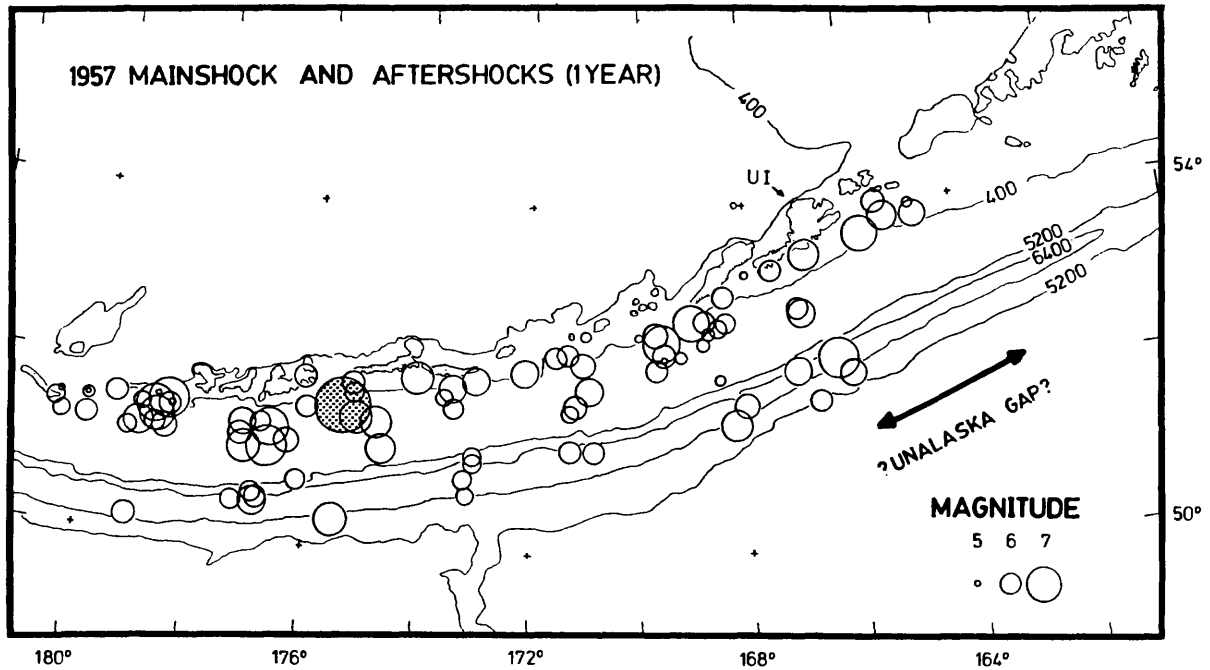 1957 MAINSHOCK AND AFTERSHOCKS (1 YEAR)
400
54°
UI
400
5200
6400
5200
?UNALASKA GAP?
50°
MAGNITUDE
5 6 7
180° 176° 172° 168° 164°